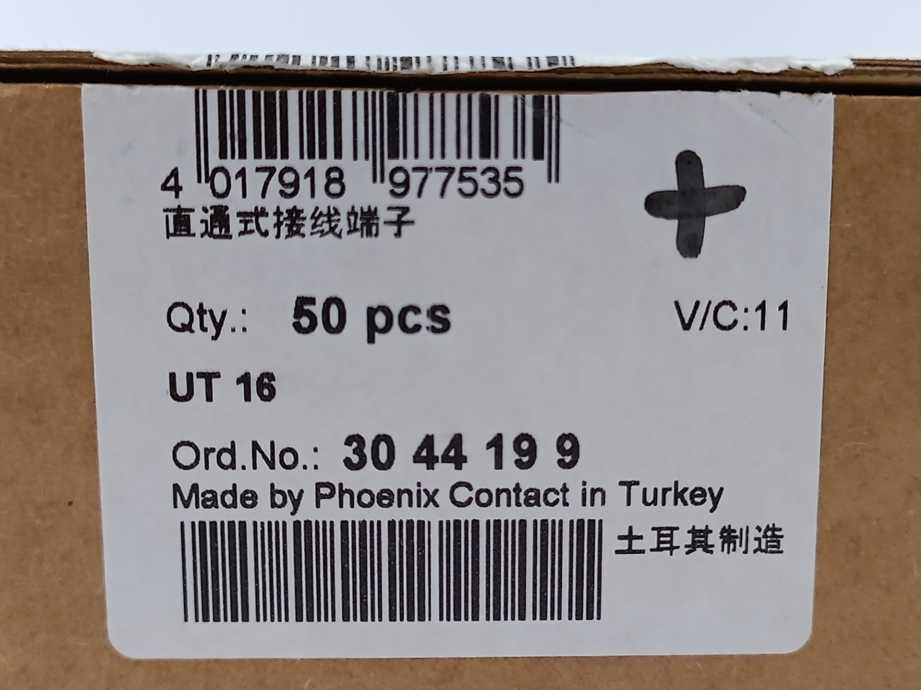 4 017918 977535
直通式接线端子
Qty.: 50 pcs V/C:11
UT 16
Ord.No.: 30 44 19 9
Made by Phoenix Contact in Turkey
土耳其制造